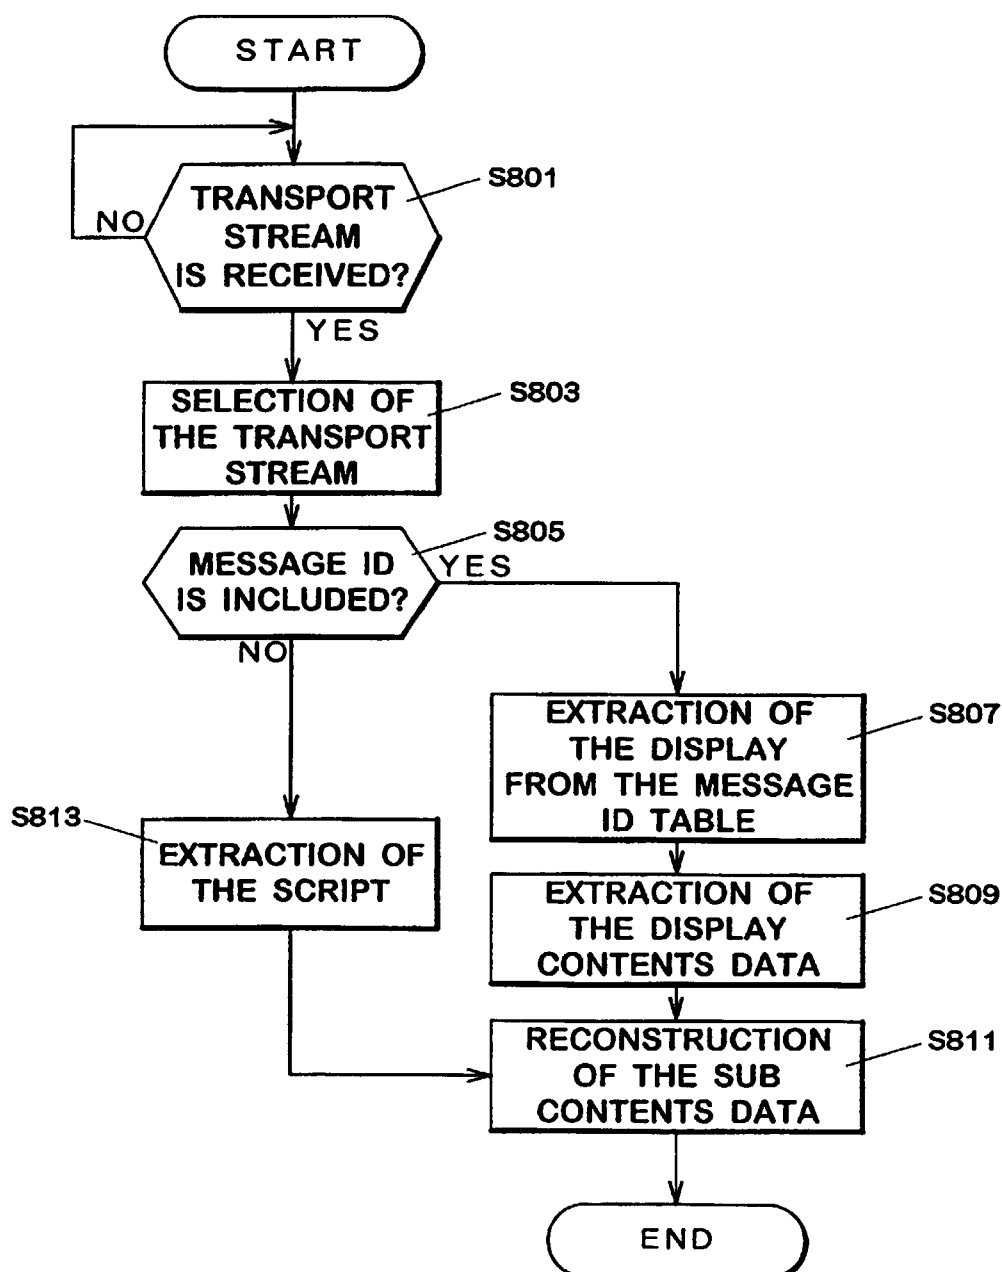 START
S801
TRANSPORT
STREAM
IS RECEIVED?
NO
YES
S803
SELECTION OF
THE TRANSPORT
STREAM
S805
MESSAGE ID
IS INCLUDED?
YES
NO
S807
EXTRACTION OF
THE DISPLAY
FROM THE MESSAGE
ID TABLE
S813
EXTRACTION OF
THE SCRIPT
S809
EXTRACTION OF
THE DISPLAY
CONTENTS DATA
S811
RECONSTRUCTION
OF THE SUB
CONTENTS DATA
END